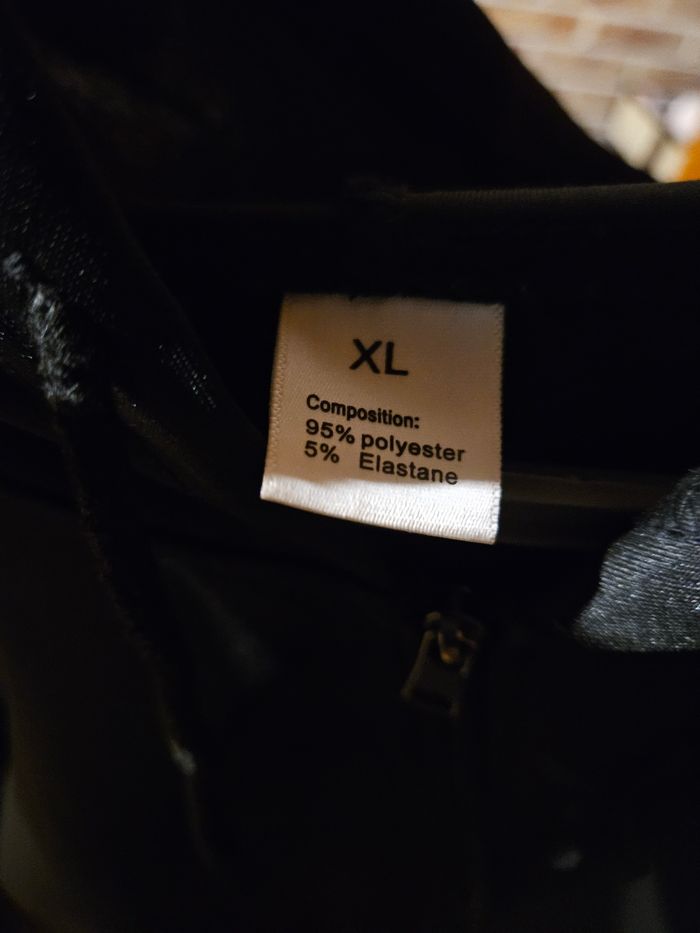 XL
Composition:
95% polyester
5% Elastane